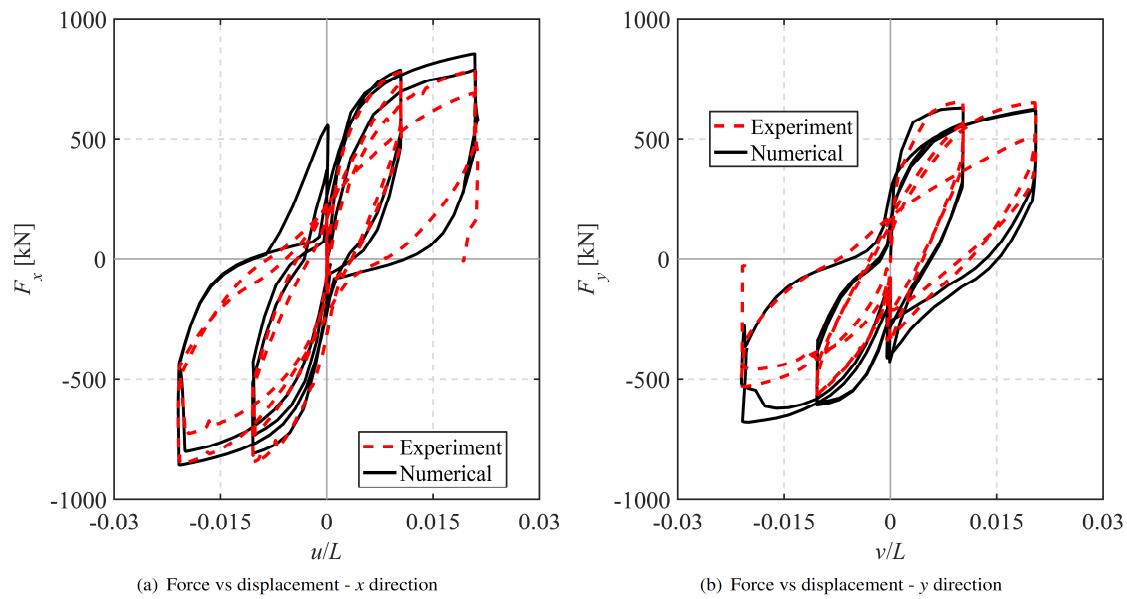 1000
500
0
-500
-1000
F_x [kN]
-0.03 -0.015 0 0.015 0.03
u/L
Experiment
Numerical
(a) Force vs displacement - x direction
1000
500
0
-500
-1000
F_y [kN]
Experiment
Numerical
-0.03 -0.015 0 0.015 0.03
v/L
(b) Force vs displacement - y direction